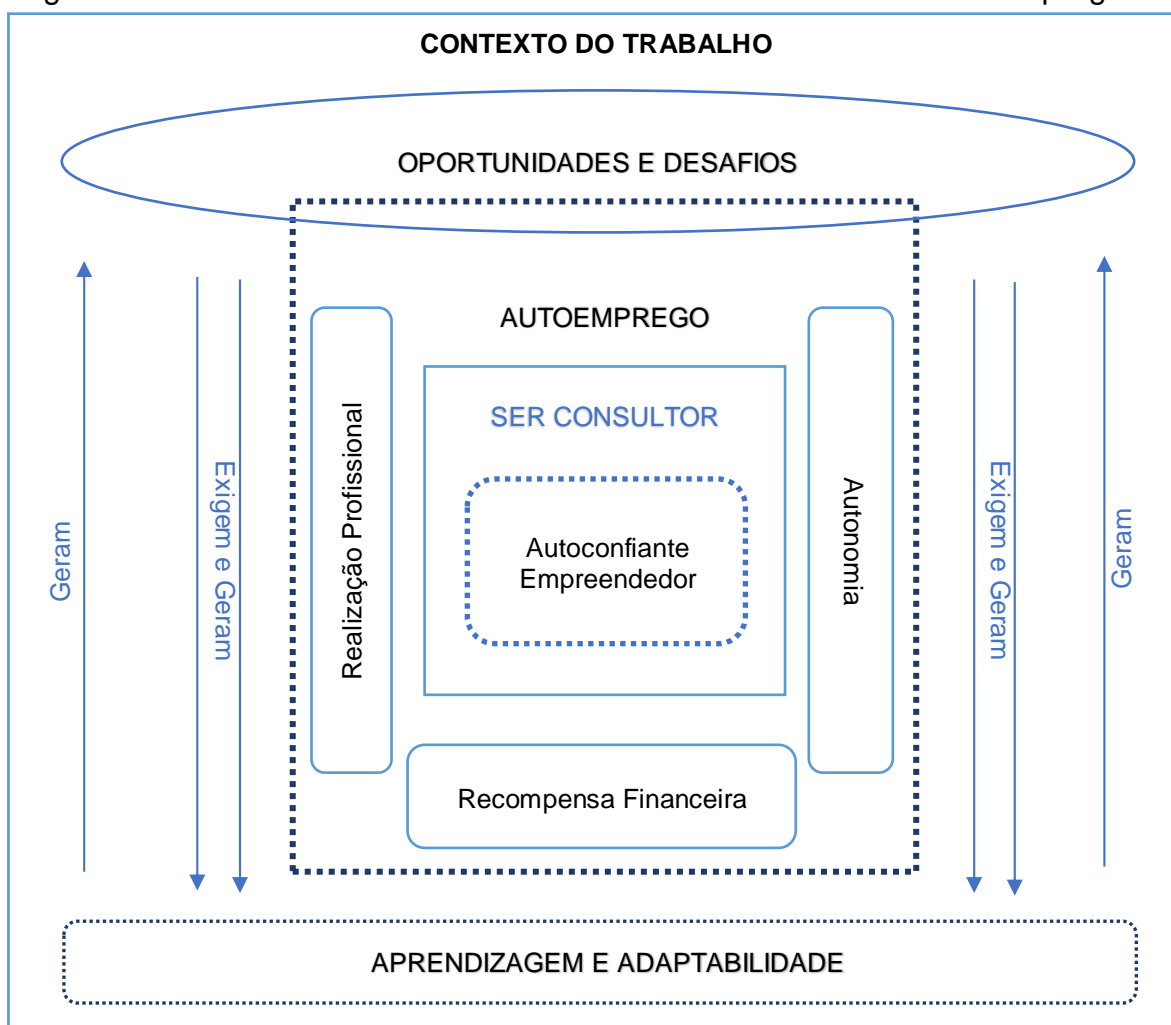 CONTEXTO DO TRABALHO
OPORTUNIDADES E DESAFIOS
AUTOEMPREGO
SER CONSULTOR
Autoconfiante
Empreendedor
Geram
Exigem e Geram
Realização Profissional
Autonomia
Exigem e Geram
Geram
Recompensa Financeira
APRENDIZAGEM E ADAPTABILIDADE